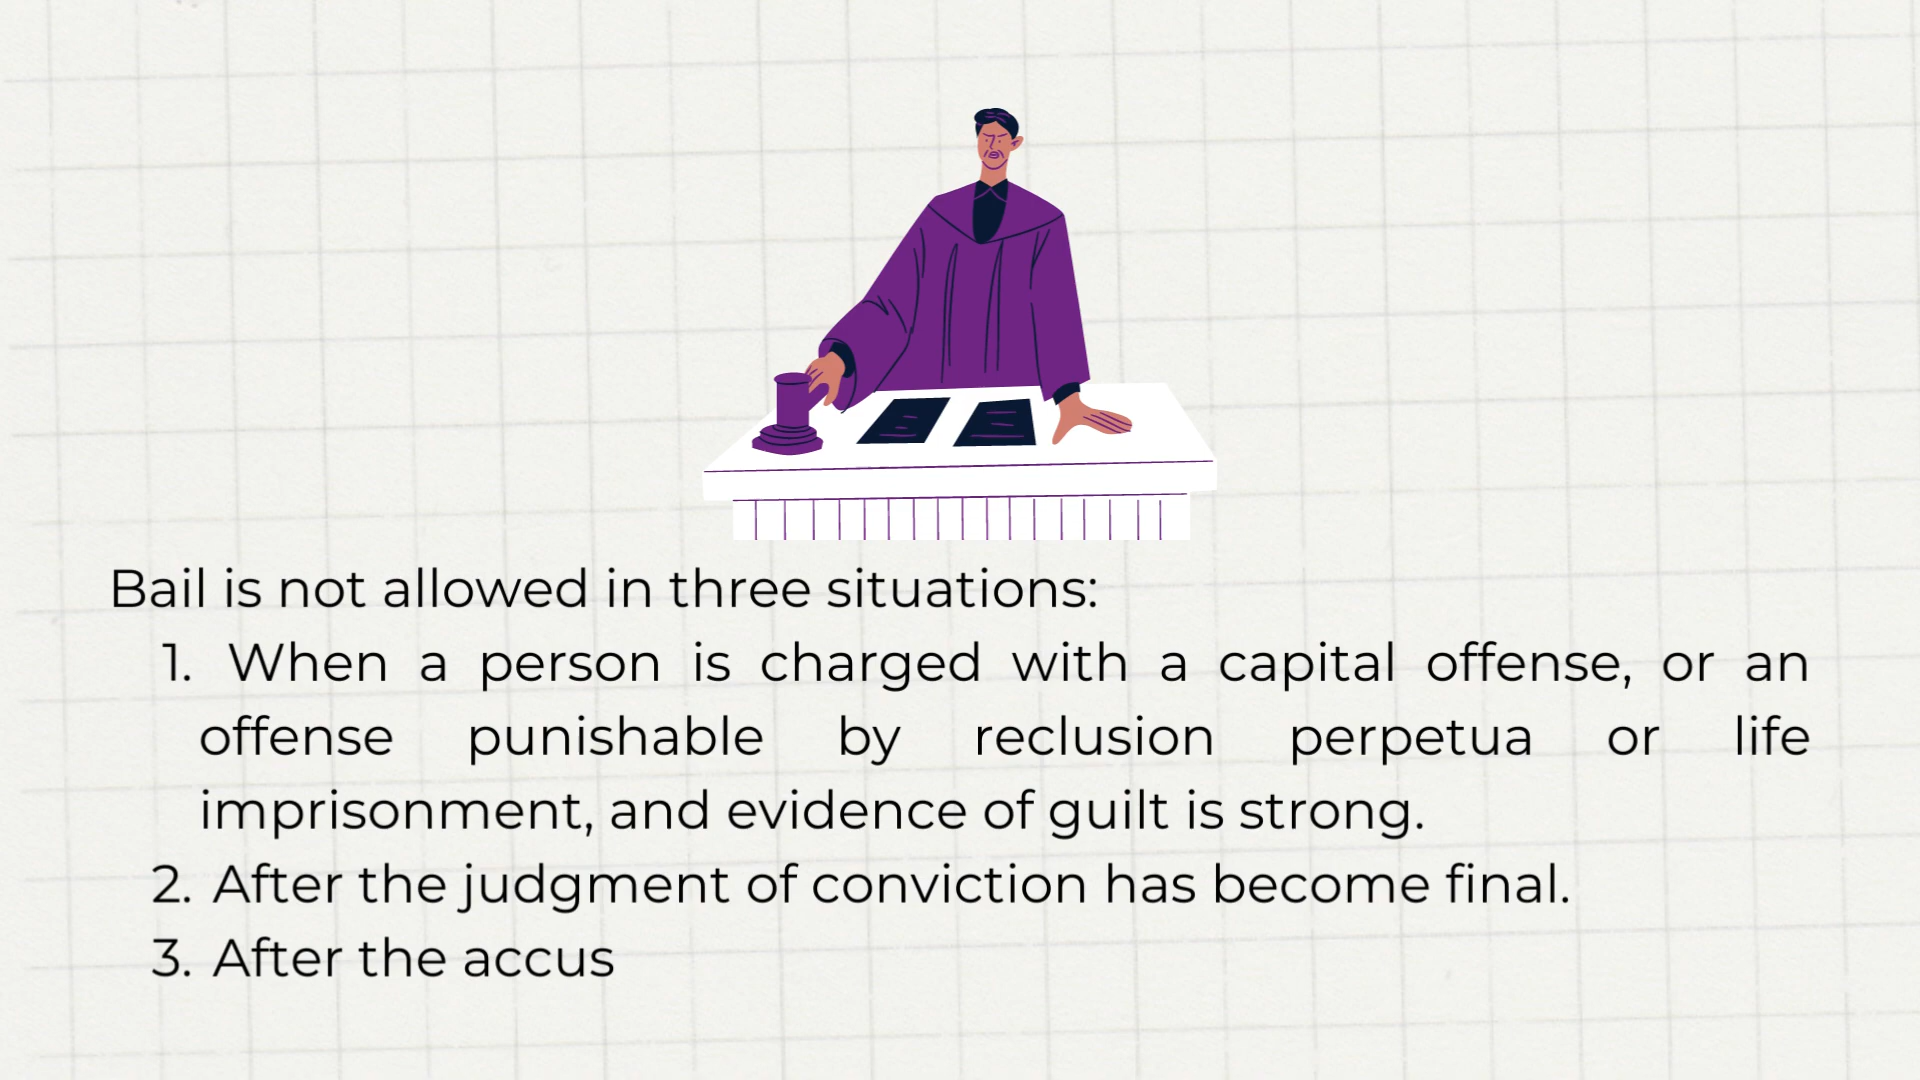 Bail is not allowed in three situations:
1. When a person is charged with a capital offense, or an
offense punishable by reclusion perpetua or life
imprisonment, and evidence of guilt is strong.
2. After the judgment of conviction has become final.
3. After the accus